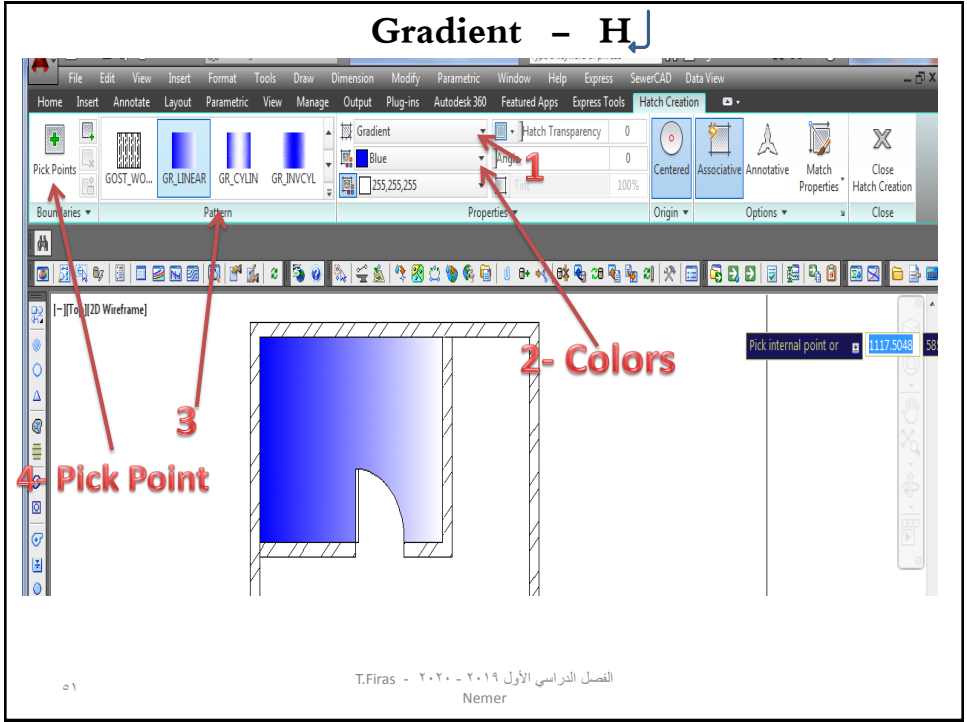 Gradient – H
File Edit View Insert Format Tools Draw Dimension Modify Parametric Window Help Express SewerCAD Data View
Home Insert Annotate Layout Parametric View Manage Output Plug-ins Autodesk 360 Featured Apps Express Tools Hatch Creation
Gradient Hatch Transparency 0
Blue Angle 0
255,255,255 Tint 100%
Pick Points GOST_WO... GR_LINEAR GR_CYLIN GR_INVCYL Centered Associative Annotative Match Properties Close Hatch Creation
Boundaries Pattern Properties Origin Options Close
1
[−][Top][2D Wireframe]
Pick internal point or 1117.5048 585
2- Colors
3
4- Pick Point
٥١
الفصل الدراسي الأول ٢٠١٩ - ٢٠٢٠ - T.Firas
Nemer